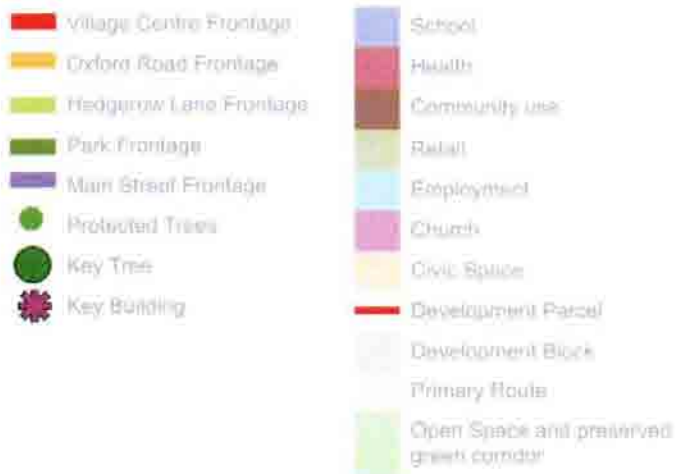 Village Centre Frontage
Oxford Road Frontage
Hedgerow Lane Frontage
Park Frontage
Main Street Frontage
Protected Trees
Key Tree
Key Building
School
Health
Community use
Retail
Employment
Church
Civic Space
Development Parcel
Development Block
Primary Route
Open Space and preserved
green corridor